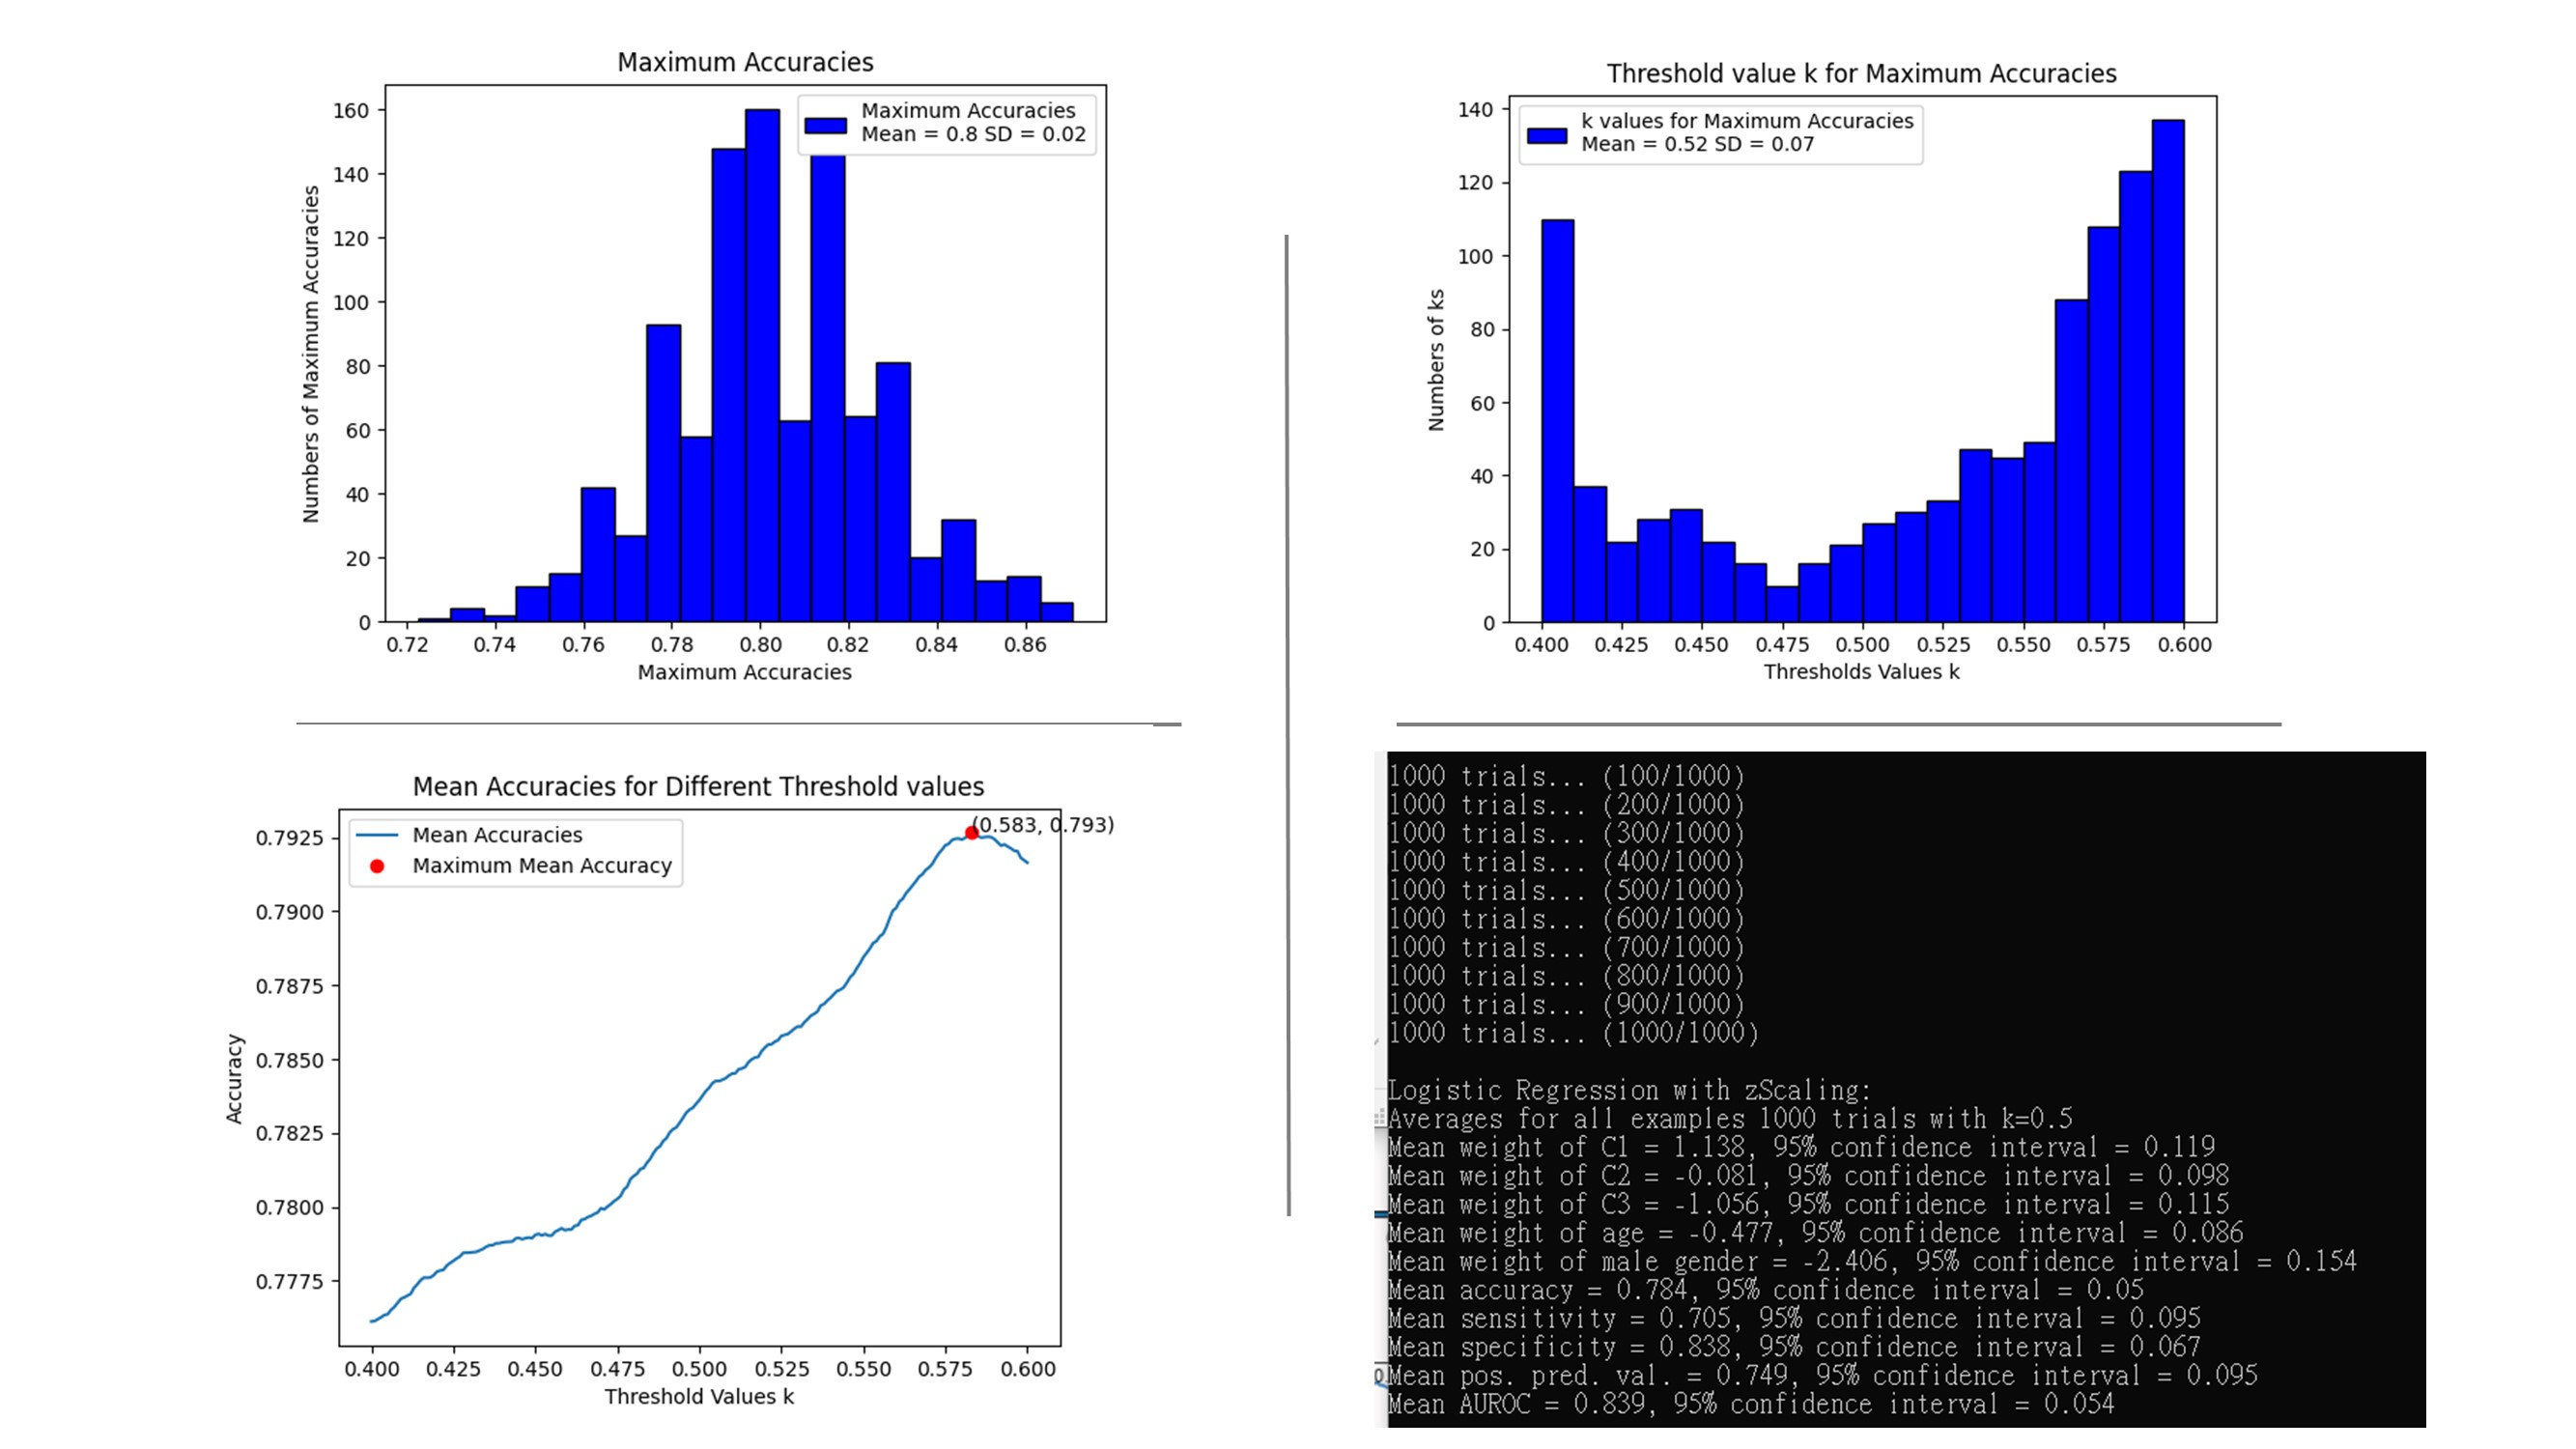 Maximum Accuracies
Maximum Accuracies
Mean = 0.8 SD = 0.02
Numbers of Maximum Accuracies
160
140
120
100
80
60
40
20
0
0.72 0.74 0.76 0.78 0.80 0.82 0.84 0.86
Maximum Accuracies
Threshold value k for Maximum Accuracies
k values for Maximum Accuracies
Mean = 0.52 SD = 0.07
Numbers of ks
140
120
100
80
60
40
20
0
0.400 0.425 0.450 0.475 0.500 0.525 0.550 0.575 0.600
Thresholds Values k
Mean Accuracies for Different Threshold values
Mean Accuracies
Maximum Mean Accuracy
(0.583, 0.793)
Accuracy
0.7925
0.7900
0.7875
0.7850
0.7825
0.7800
0.7775
0.400 0.425 0.450 0.475 0.500 0.525 0.550 0.575 0.600
Threshold Values k
1000 trials... (100/1000)
1000 trials... (200/1000)
1000 trials... (300/1000)
1000 trials... (400/1000)
1000 trials... (500/1000)
1000 trials... (600/1000)
1000 trials... (700/1000)
1000 trials... (800/1000)
1000 trials... (900/1000)
1000 trials... (1000/1000)
Logistic Regression with zScaling:
Averages for all examples 1000 trials with k=0.5
Mean weight of C1 = 1.138, 95% confidence interval = 0.119
Mean weight of C2 = -0.081, 95% confidence interval = 0.098
Mean weight of C3 = -1.056, 95% confidence interval = 0.115
Mean weight of age = -0.477, 95% confidence interval = 0.086
Mean weight of male gender = -2.406, 95% confidence interval = 0.154
Mean accuracy = 0.784, 95% confidence interval = 0.05
Mean sensitivity = 0.705, 95% confidence interval = 0.095
Mean specificity = 0.838, 95% confidence interval = 0.067
Mean pos. pred. val. = 0.749, 95% confidence interval = 0.095
Mean AUROC = 0.839, 95% confidence interval = 0.054